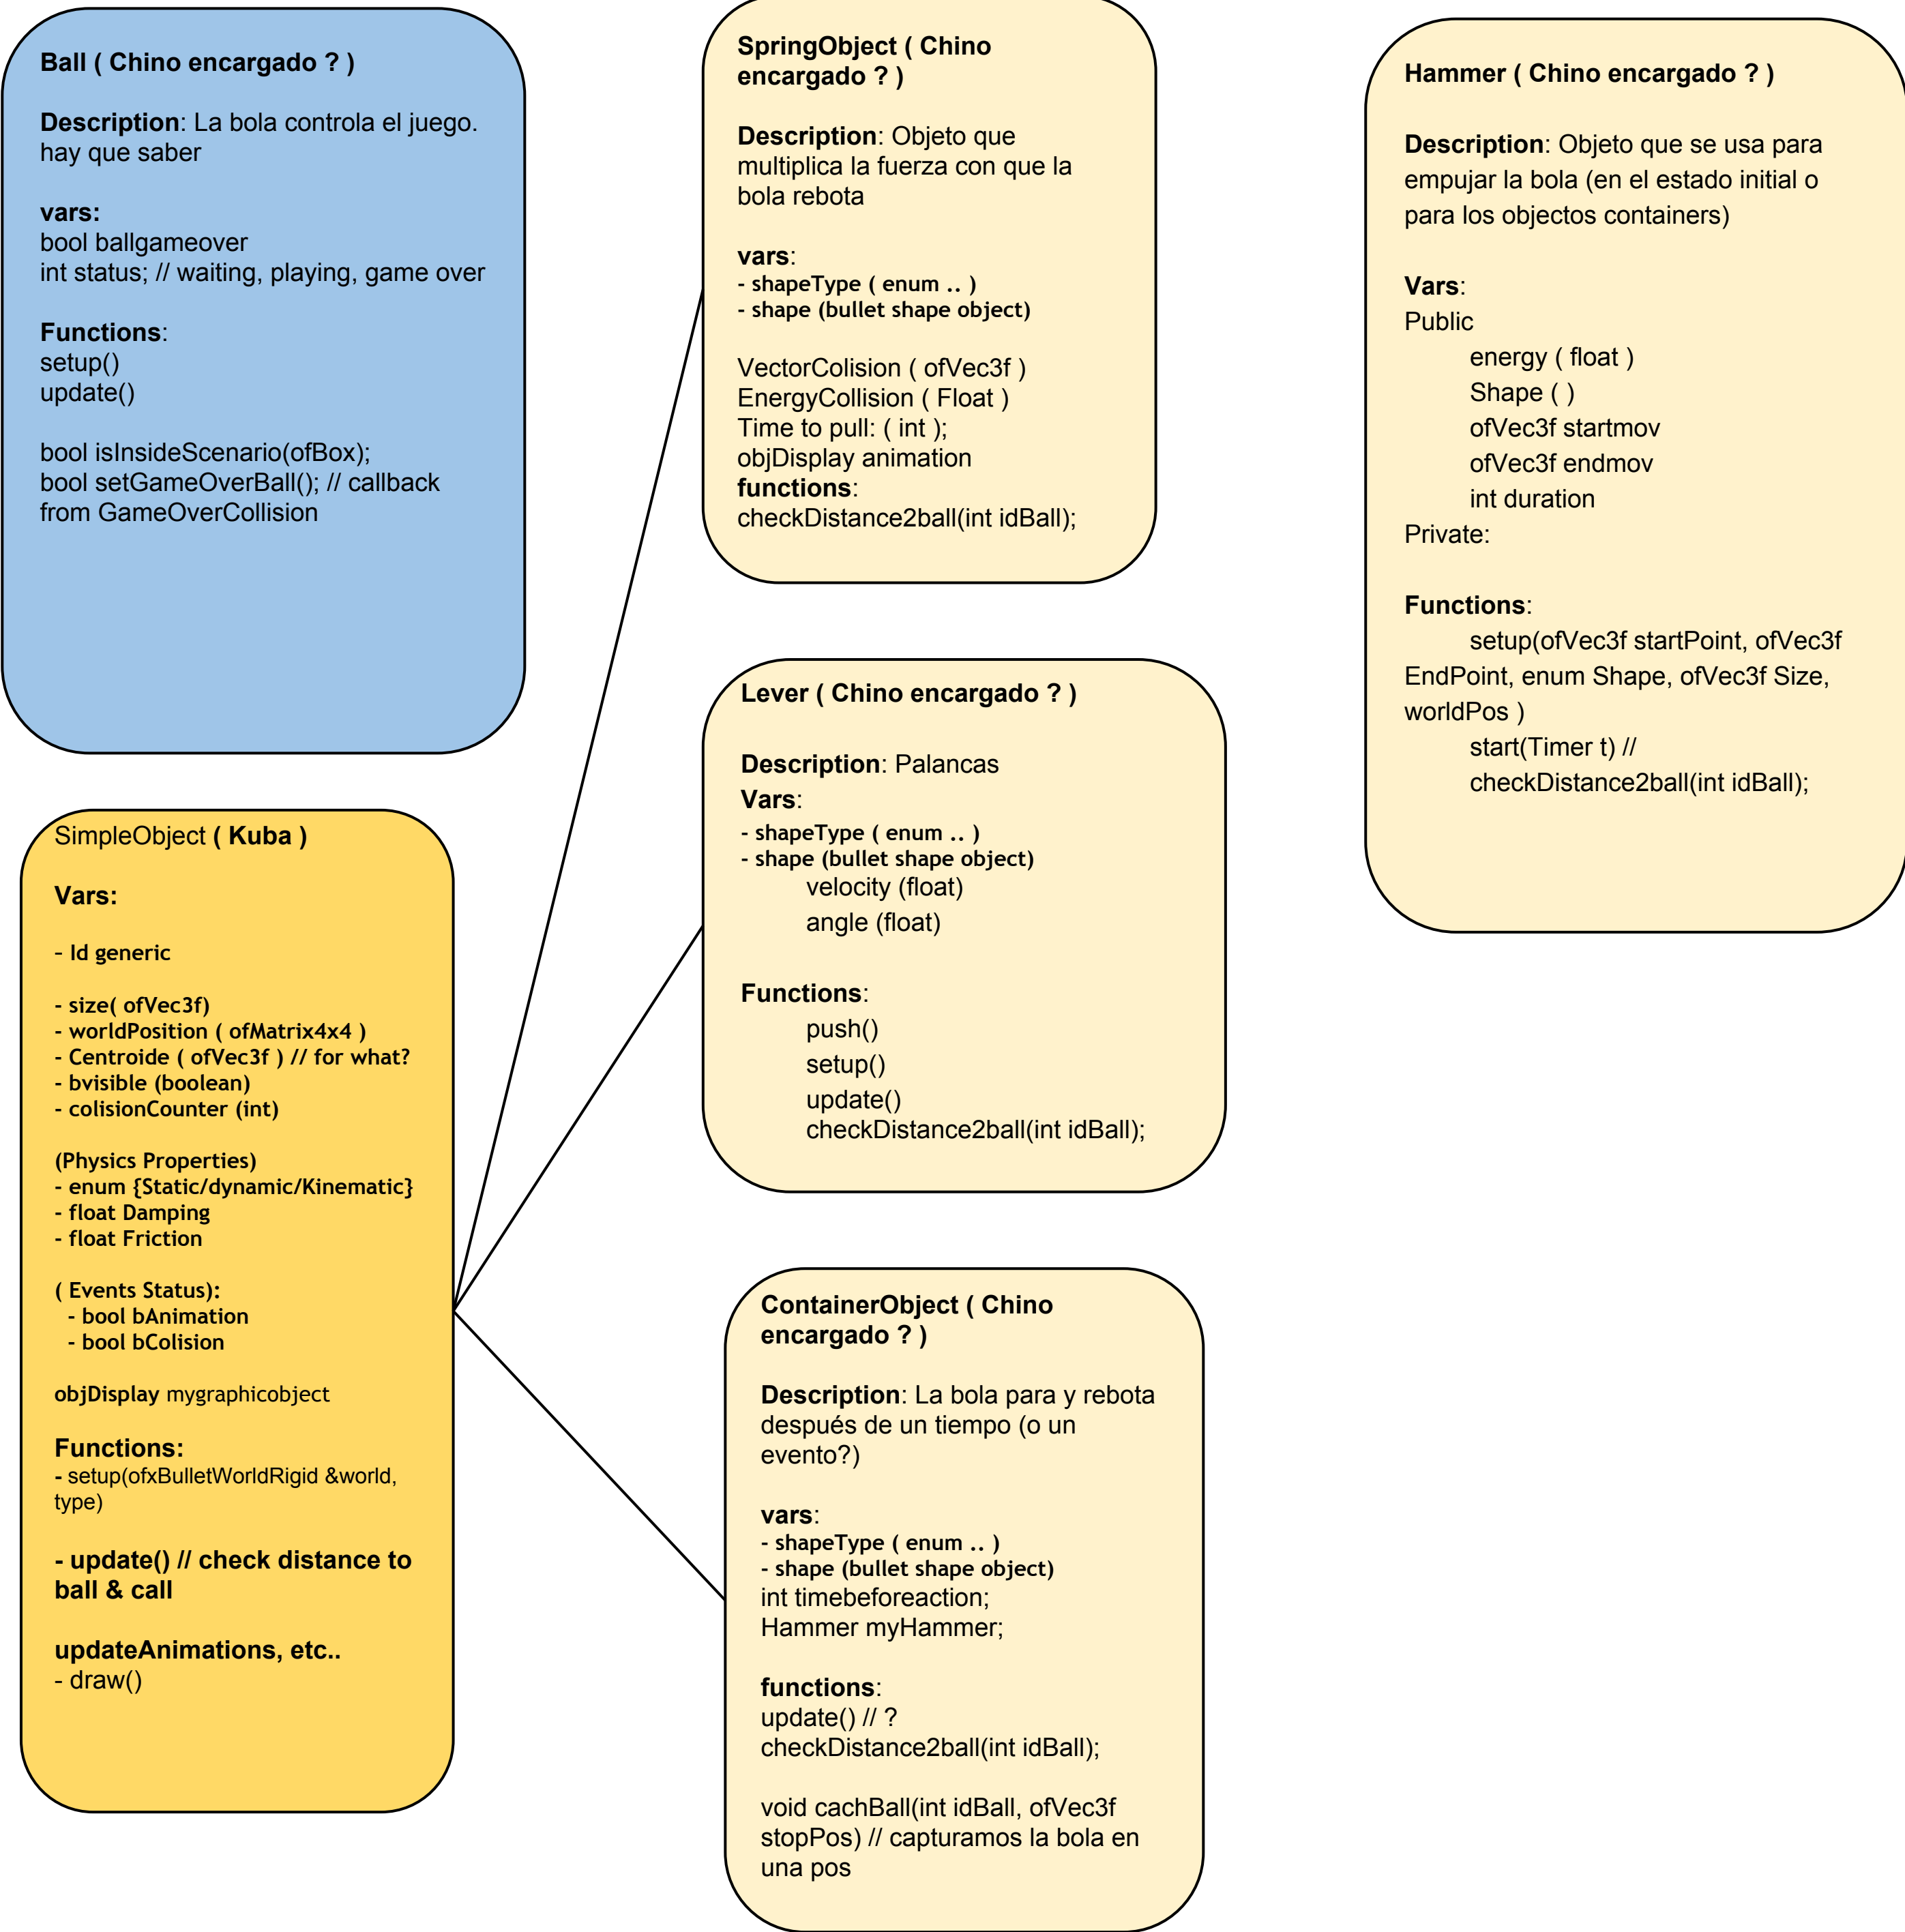 Ball ( Chino encargado ? )
Description: La bola controla el juego.
hay que saber
vars:
bool ballgameover
int status; // waiting, playing, game over
Functions:
setup()
update()
bool isInsideScenario(ofBox);
bool setGameOverBall(); // callback
from GameOverCollision
SimpleObject ( Kuba )
Vars:
- Id generic
- size( ofVec3f)
- worldPosition ( ofMatrix4x4 )
- Centroide ( ofVec3f ) // for what?
- bvisible (boolean)
- colisionCounter (int)
(Physics Properties)
- enum {Static/dynamic/Kinematic}
- float Damping
- float Friction
( Events Status):
- bool bAnimation
- bool bColision
objDisplay mygraphicobject
Functions:
- setup(ofxBulletWorldRigid &world,
type)
- update() // check distance to
ball & call
updateAnimations, etc..
- draw()
SpringObject ( Chino
encargado ? )
Description: Objeto que
multiplica la fuerza con que la
bola rebota
vars:
- shapeType ( enum .. )
- shape (bullet shape object)
VectorColision ( ofVec3f )
EnergyCollision ( Float )
Time to pull: ( int );
objDisplay animation
functions:
checkDistance2ball(int idBall);
Lever ( Chino encargado ? )
Description: Palancas
Vars:
- shapeType ( enum .. )
- shape (bullet shape object)
velocity (float)
angle (float)
Functions:
push()
setup()
update()
checkDistance2ball(int idBall);
ContainerObject ( Chino
encargado ? )
Description: La bola para y rebota
después de un tiempo (o un
evento?)
vars:
- shapeType ( enum .. )
- shape (bullet shape object)
int timebeforeaction;
Hammer myHammer;
functions:
update() // ?
checkDistance2ball(int idBall);
void cachBall(int idBall, ofVec3f
stopPos) // capturamos la bola en
una pos
Hammer ( Chino encargado ? )
Description: Objeto que se usa para
empujar la bola (en el estado initial o
para los objectos containers)
Vars:
Public
energy ( float )
Shape ( )
ofVec3f startmov
ofVec3f endmov
int duration
Private:
Functions:
setup(ofVec3f startPoint, ofVec3f
EndPoint, enum Shape, ofVec3f Size,
worldPos )
start(Timer t) //
checkDistance2ball(int idBall);